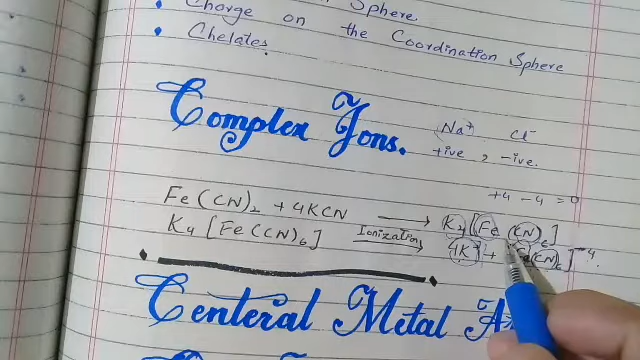 Sphere.
• Charge on the Coordination Sphere
• Chelates.
Complex Ions.
Na+ Cl-
+ive, -ive.
+4 -4 = 0
Fe(CN)2 + 4KCN → K4[Fe(CN)6]
K4[Fe(CN)6] Ionization → 4K+ + [Fe(CN)6]-4.
Centeral Metal